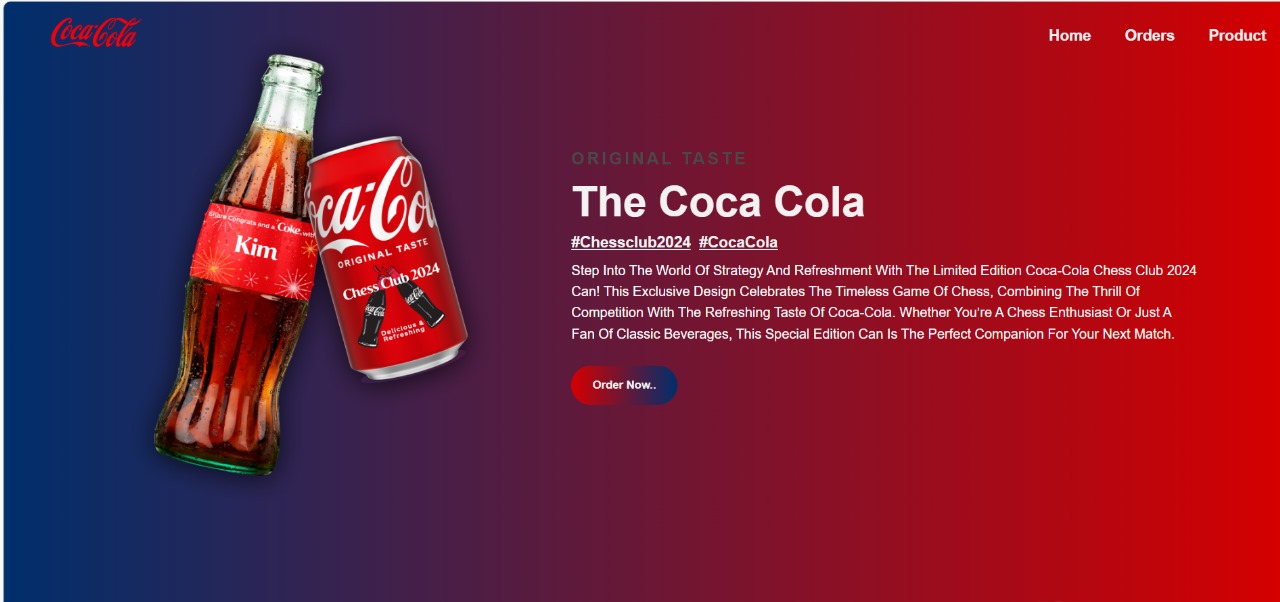 Coca-Cola
Home Orders Product
Share Congrats and a Coke with
Kim
Coca-Cola
ORIGINAL TASTE
Chess Club 2024
Coca-Cola
Coca-Cola
Delicious &
Refreshing
ORIGINAL TASTE
The Coca Cola
#Chessclub2024 #CocaCola
Step Into The World Of Strategy And Refreshment With The Limited Edition Coca-Cola Chess Club 2024
Can! This Exclusive Design Celebrates The Timeless Game Of Chess, Combining The Thrill Of
Competition With The Refreshing Taste Of Coca-Cola. Whether You're A Chess Enthusiast Or Just A
Fan Of Classic Beverages, This Special Edition Can Is The Perfect Companion For Your Next Match.
Order Now..